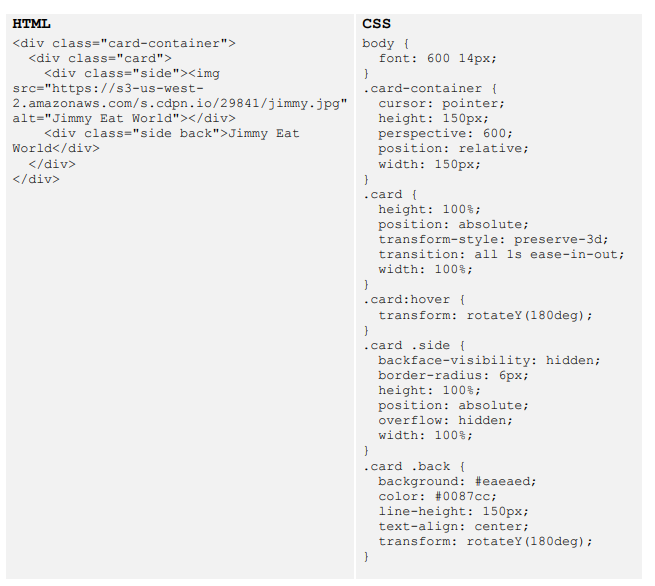 HTML
<div class="card-container">
  <div class="card">
    <div class="side"><img
src="https://s3-us-west-
2.amazonaws.com/s.cdpn.io/29841/jimmy.jpg"
alt="Jimmy Eat World"></div>
    <div class="side back">Jimmy Eat
World</div>
  </div>
</div>
CSS
body {
  font: 600 14px;
}
.card-container {
  cursor: pointer;
  height: 150px;
  perspective: 600;
  position: relative;
  width: 150px;
}
.card {
  height: 100%;
  position: absolute;
  transform-style: preserve-3d;
  transition: all 1s ease-in-out;
  width: 100%;
}
.card:hover {
  transform: rotateY(180deg);
}
.card .side {
  backface-visibility: hidden;
  border-radius: 6px;
  height: 100%;
  position: absolute;
  overflow: hidden;
  width: 100%;
}
.card .back {
  background: #eaeaed;
  color: #0087cc;
  line-height: 150px;
  text-align: center;
  transform: rotateY(180deg);
}